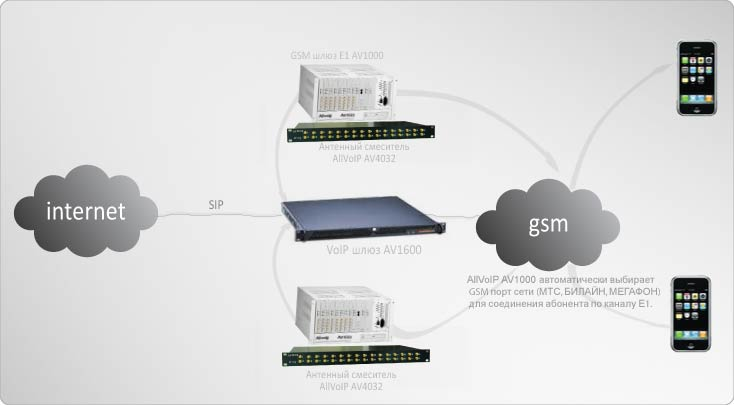 GSM шлюз E1 AV1000
Антенный смеситель
AllVoIP AV4032
internet
SIP
VoIP шлюз AV1600
gsm
AllVoIP AV1000 автоматически выбирает
GSM порт сети (МТС, БИЛАЙН, МЕГАФОН)
для соединения абонента по каналу E1.
Антенный смеситель
AllVoIP AV4032